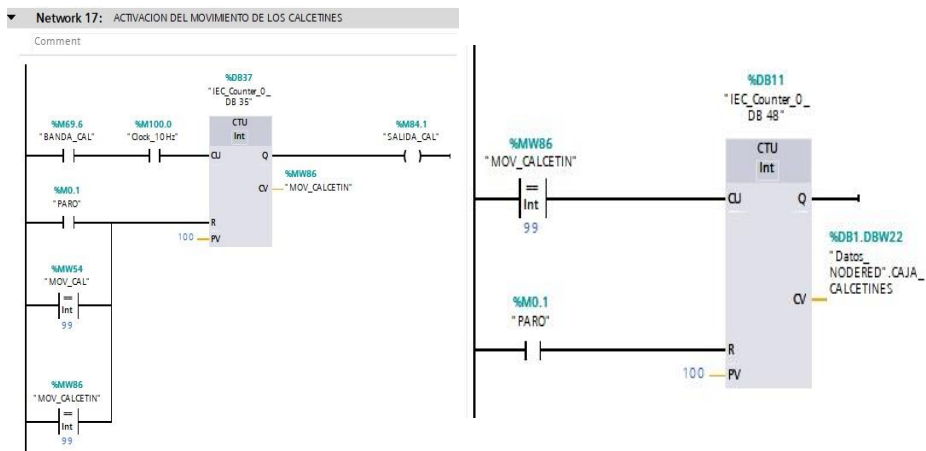 Network 17: ACTIVACION DEL MOVIMIENTO DE LOS CALCETINES
Comment
%DB37
"IEC_Counter_0_
DB 35"
CTU
Int
%M69.6
"BANDA_CAL"
%M100.0
"Clock_10Hz"
%M84.1
"SALIDA_CAL"
CU
Q
%MW86
"MOV_CALCETIN"
CV
%M0.1
"PARO"
R
100
PV
%MW54
"MOV_CAL"
==
Int
99
%MW86
"MOV_CALCETIN"
==
Int
99
%DB11
"IEC_Counter_0_
DB 48"
CTU
Int
%MW86
"MOV_CALCETIN"
==
Int
99
CU
Q
%DB1.DBW22
"Datos_
NODERED".CAJA_
CALCETINES
CV
%M0.1
"PARO"
R
100
PV